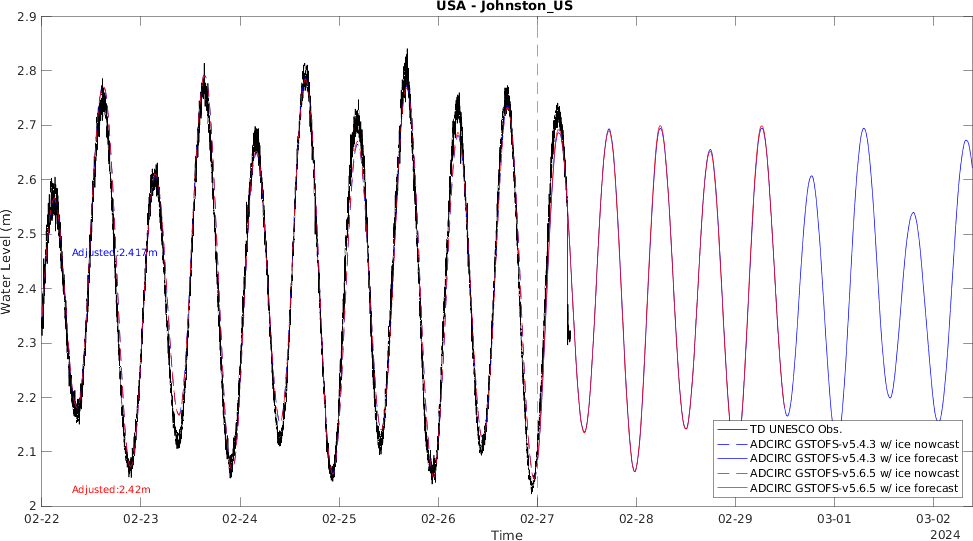 USA - Johnston_US
2.9
2.8
2.7
2.6
2.5
2.4
2.3
2.2
2.1
2
Water Level (m)
Adjusted:2.417m
Adjusted:2.42m
TD UNESCO Obs.
ADCIRC GSTOFS-v5.4.3 w/ ice nowcast
ADCIRC GSTOFS-v5.4.3 w/ ice forecast
ADCIRC GSTOFS-v5.6.5 w/ ice nowcast
ADCIRC GSTOFS-v5.6.5 w/ ice forecast
02-22 02-23 02-24 02-25 02-26 02-27 02-28 02-29 03-01 03-02
Time
2024